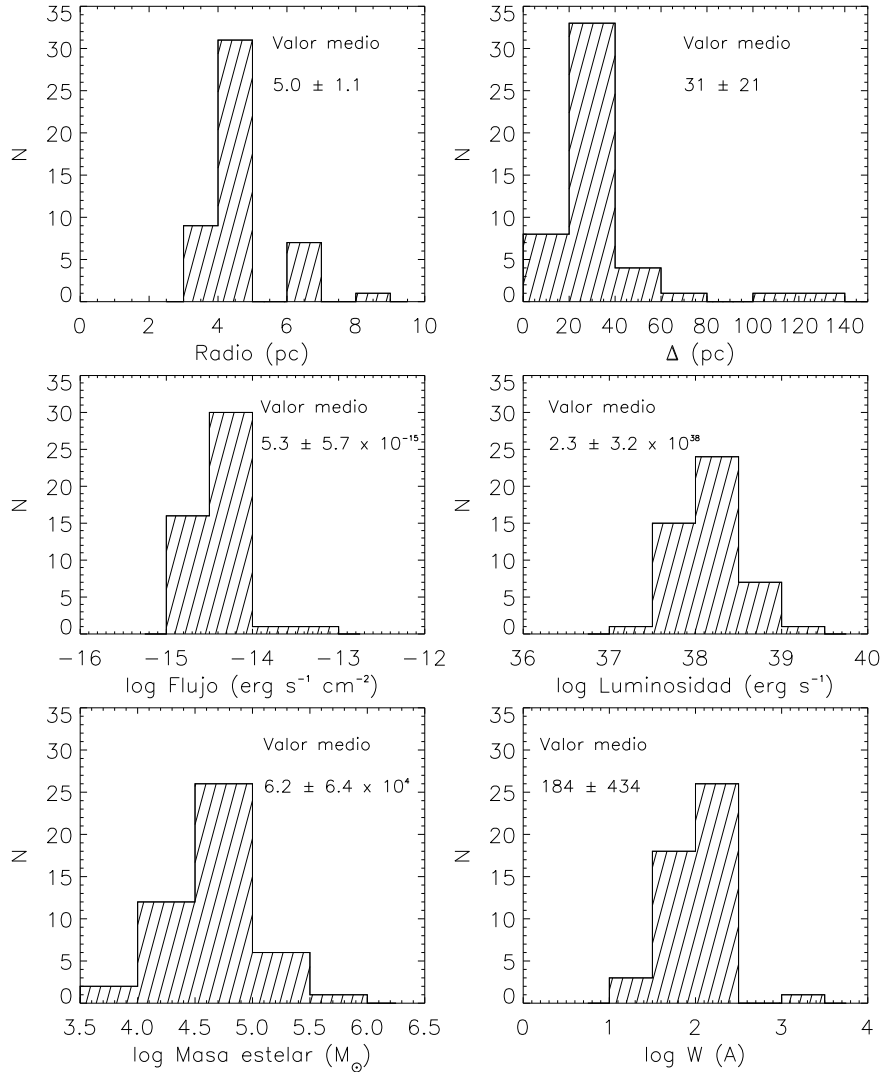 35
30
25
20
15
10
5
0
N
Valor medio
5.0 ± 1.1
0 2 4 6 8 10
Radio (pc)
35
30
25
20
15
10
5
0
N
Valor medio
31 ± 21
0 20 40 60 80 100 120 140
Δ (pc)
35
30
25
20
15
10
5
0
N
Valor medio
5.3 ± 5.7 x 10⁻¹⁵
−16 −15 −14 −13 −12
log Flujo (erg s⁻¹ cm⁻²)
35
30
25
20
15
10
5
0
N
Valor medio
2.3 ± 3.2 x 10³⁸
36 37 38 39 40
log Luminosidad (erg s⁻¹)
35
30
25
20
15
10
5
0
N
Valor medio
6.2 ± 6.4 x 10⁴
3.5 4.0 4.5 5.0 5.5 6.0 6.5
log Masa estelar (M⊙)
35
30
25
20
15
10
5
0
N
Valor medio
184 ± 434
0 1 2 3 4
log W (A)